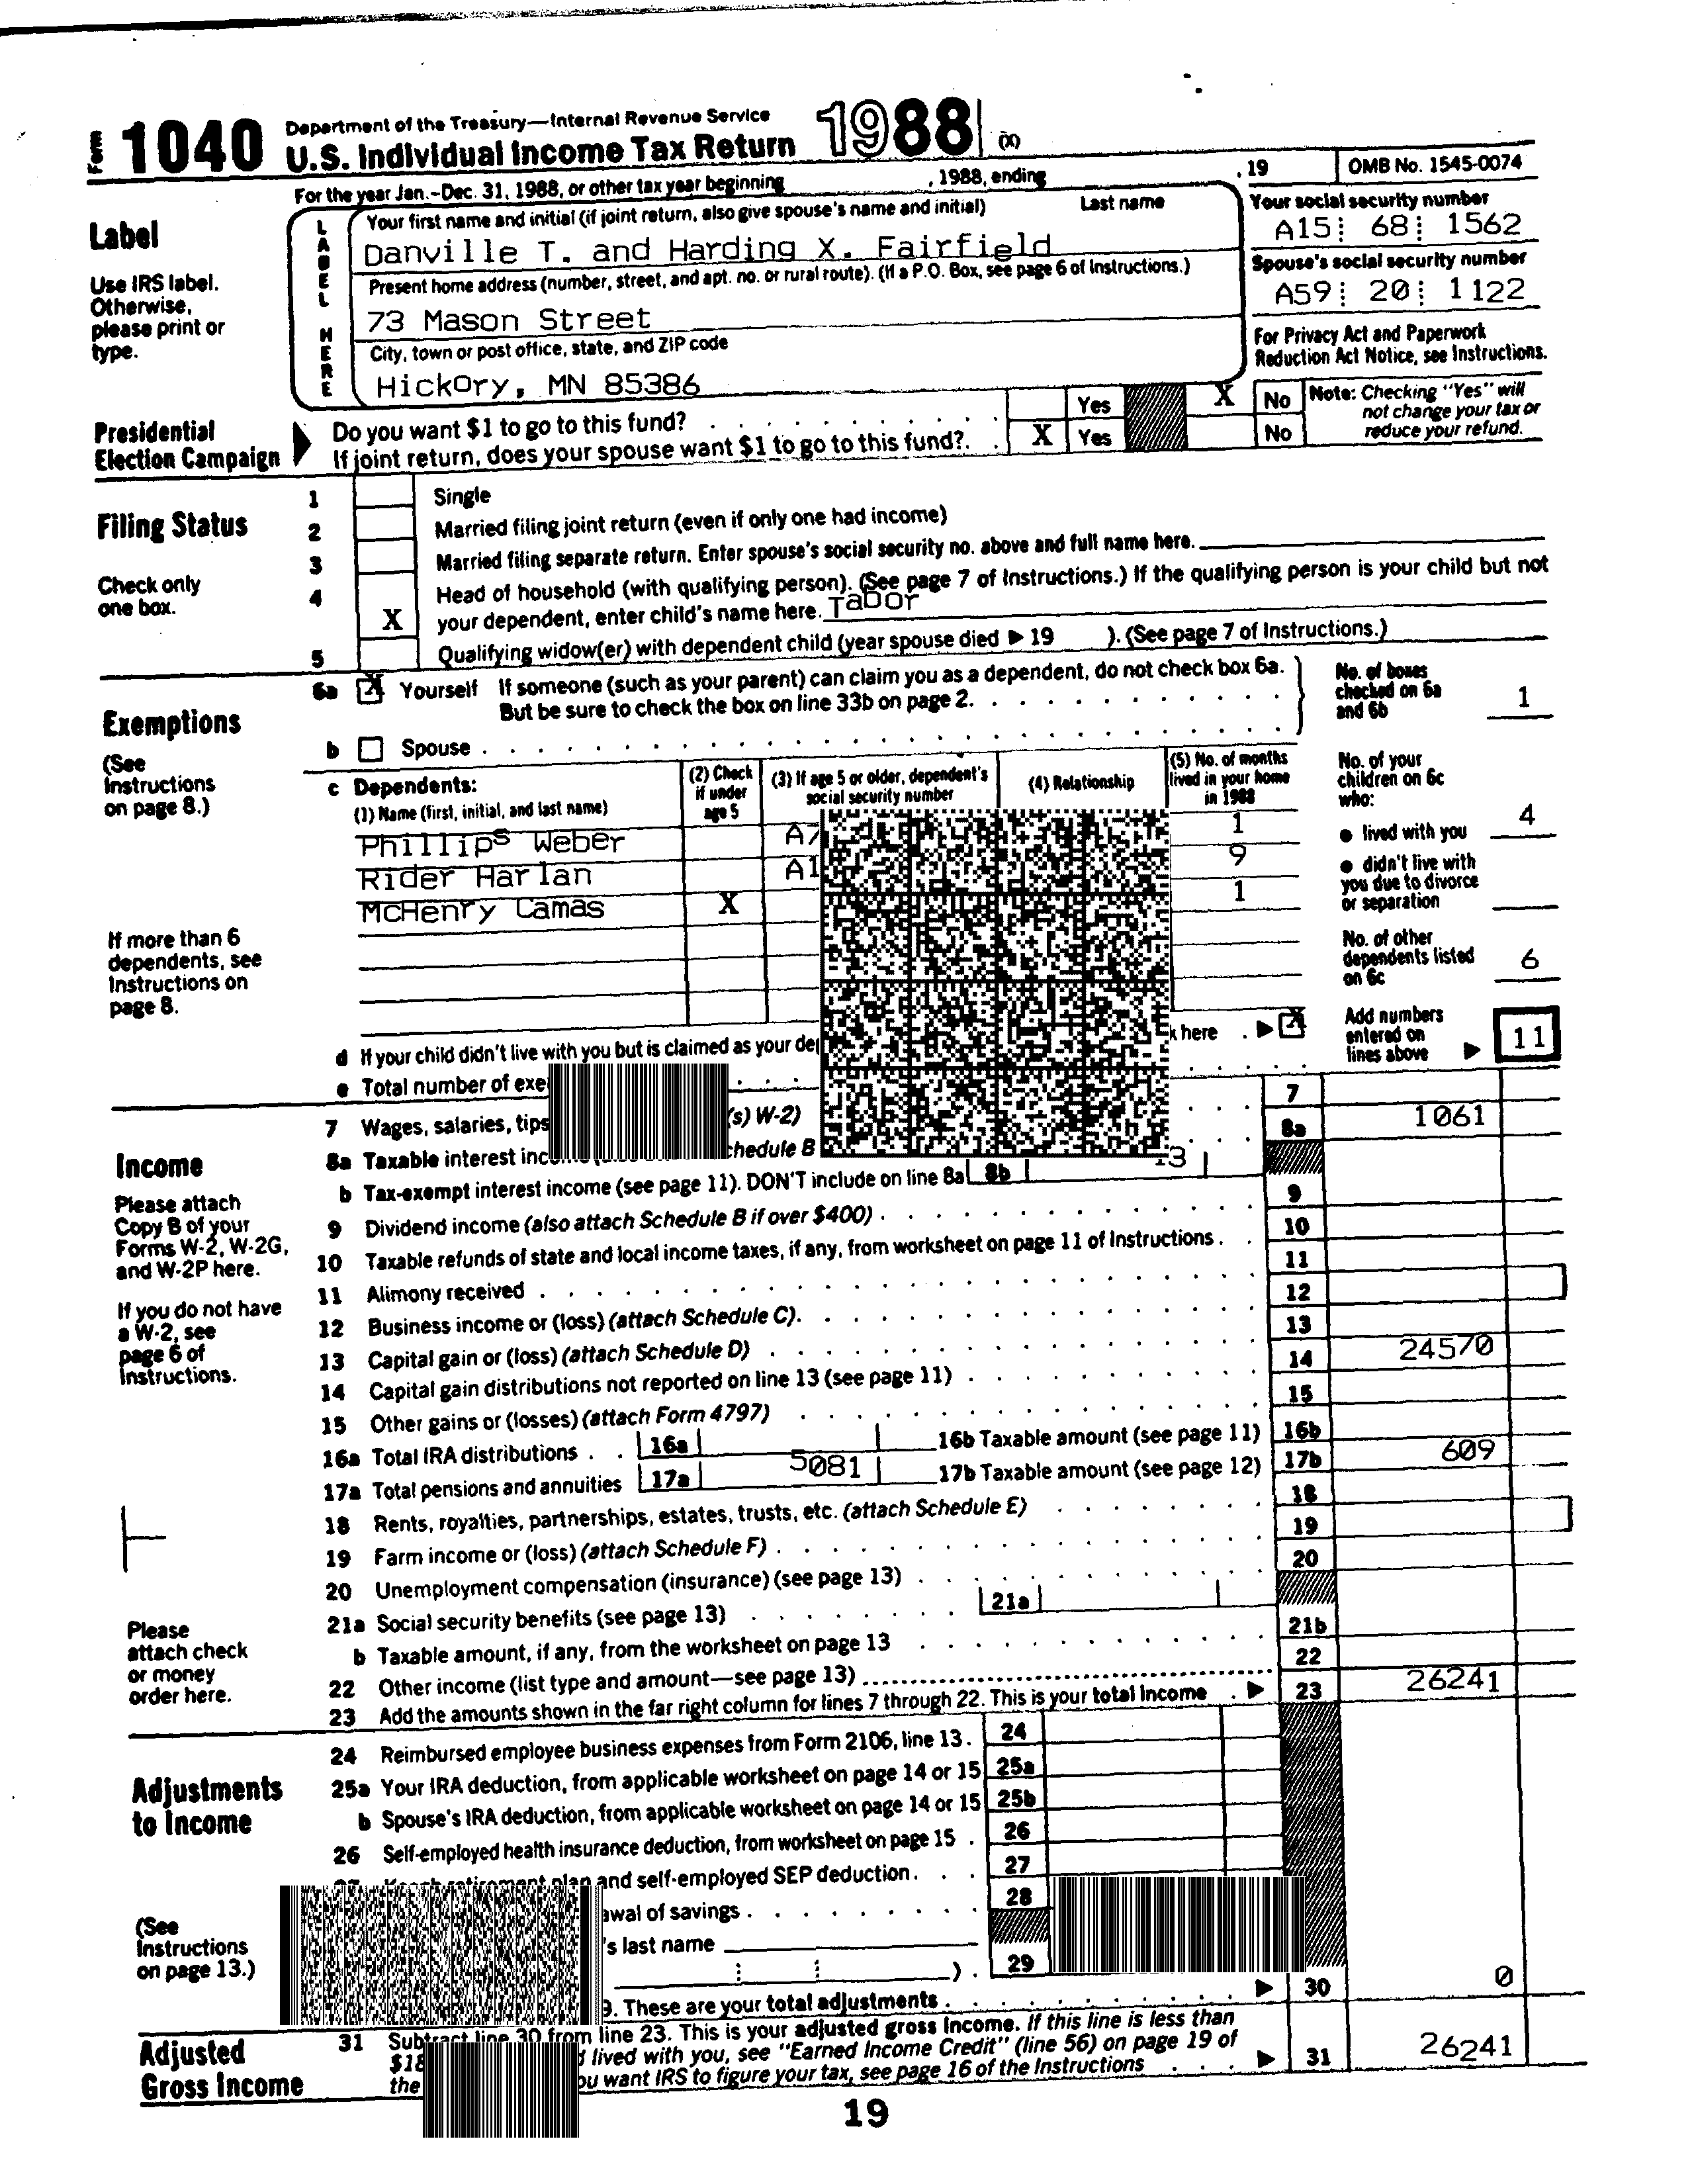 Form 1040 Department of the Treasury—Internal Revenue Service
U.S. Individual Income Tax Return 1988 (X)
For the year Jan.-Dec. 31, 1988, or other tax year beginning , 1988, ending , 19 OMB No. 1545-0074
Label
Use IRS label.
Otherwise,
please print or
type.
LABEL HERE
Your first name and initial (if joint return, also give spouse's name and initial) Last name
Danville T. and Harding X. Fairfield
Your social security number
A15 68 1562
Present home address (number, street, and apt. no. or rural route). (If a P.O. Box, see page 6 of Instructions.)
73 Mason Street
Spouse's social security number
A59 20 1122
City, town or post office, state, and ZIP code
Hickory, MN 85386
For Privacy Act and Paperwork
Reduction Act Notice, see Instructions.
Presidential
Election Campaign
Do you want $1 to go to this fund? Yes X No
If joint return, does your spouse want $1 to go to this fund? X Yes No
Note: Checking "Yes" will
not change your tax or
reduce your refund.
Filing Status
Check only
one box.
1 Single
2 Married filing joint return (even if only one had income)
3 Married filing separate return. Enter spouse's social security no. above and full name here.
4 Head of household (with qualifying person). (See page 7 of Instructions.) If the qualifying person is your child but not
X your dependent, enter child's name here. Tabor
5 Qualifying widow(er) with dependent child (year spouse died ▶ 19 ). (See page 7 of Instructions.)
Exemptions
(See
Instructions
on page 8.)
If more than 6
dependents, see
Instructions on
page 8.
6a X Yourself If someone (such as your parent) can claim you as a dependent, do not check box 6a.
But be sure to check the box on line 33b on page 2.
b Spouse
No. of boxes
checked on 6a
and 6b 1
c Dependents:
(1) Name (first, initial, and last name)
(2) Check
if under
age 5
(3) If age 5 or older, dependent's
social security number
(4) Relationship
(5) No. of months
lived in your home
in 1988
Phillips Weber A7 1
Rider Harlan A1 9
McHenry Camas X 1
No. of your
children on 6c
who:
● lived with you 4
● didn't live with
you due to divorce
or separation
No. of other
dependents listed
on 6c 6
d If your child didn't live with you but is claimed as your here ▶ X
e Total number of
Add numbers
entered on
lines above ▶ 11
Income
Please attach
Copy B of your
Forms W-2, W-2G,
and W-2P here.
If you do not have
a W-2, see
page 6 of
Instructions.
Please
attach check
or money
order here.
7 Wages, salaries, tips (s) W-2) 7
8a Taxable interest 8a 1061
b Tax-exempt interest income (see page 11). DON'T include on line 8a 8b
9 Dividend income (also attach Schedule B if over $400) 9
10 Taxable refunds of state and local income taxes, if any, from worksheet on page 11 of Instructions 10
11 Alimony received 11
12 Business income or (loss) (attach Schedule C) 12
13 Capital gain or (loss) (attach Schedule D) 13
14 Capital gain distributions not reported on line 13 (see page 11) 14 24570
15 Other gains or (losses) (attach Form 4797) 15
16a Total IRA distributions 16a 16b Taxable amount (see page 11) 16b
17a Total pensions and annuities 17a 5081 17b Taxable amount (see page 12) 17b 609
18 Rents, royalties, partnerships, estates, trusts, etc. (attach Schedule E) 18
19 Farm income or (loss) (attach Schedule F) 19
20 Unemployment compensation (insurance) (see page 13) 20
21a Social security benefits (see page 13) 21a
b Taxable amount, if any, from the worksheet on page 13 21b
22 Other income (list type and amount—see page 13) 22
23 Add the amounts shown in the far right column for lines 7 through 22. This is your total income ▶ 23 26241
Adjustments
to Income
(See
Instructions
on page 13.)
24 Reimbursed employee business expenses from Form 2106, line 13. 24
25a Your IRA deduction, from applicable worksheet on page 14 or 15 25a
b Spouse's IRA deduction, from applicable worksheet on page 14 or 15 25b
26 Self-employed health insurance deduction, from worksheet on page 15 26
and self-employed SEP deduction 27
of savings 28
's last name
) 29
These are your total adjustments ▶ 30 0
Adjusted
Gross Income
31 Subtract line 30 from line 23. This is your adjusted gross income. If this line is less than
lived with you, see "Earned Income Credit" (line 56) on page 19 of
the want IRS to figure your tax, see page 16 of the Instructions ▶ 31 26241
19